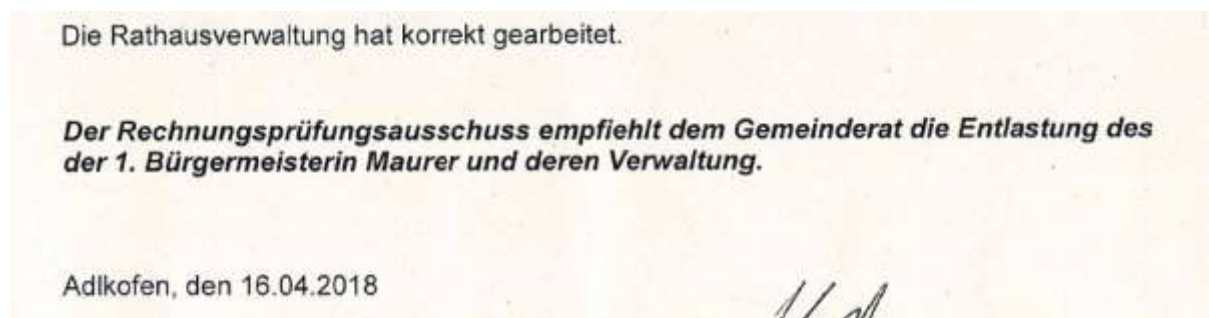 Die Rathausverwaltung hat korrekt gearbeitet.
Der Rechnungsprüfungsausschuss empfiehlt dem Gemeinderat die Entlastung des
der 1. Bürgermeisterin Maurer und deren Verwaltung.
Adlkofen, den 16.04.2018